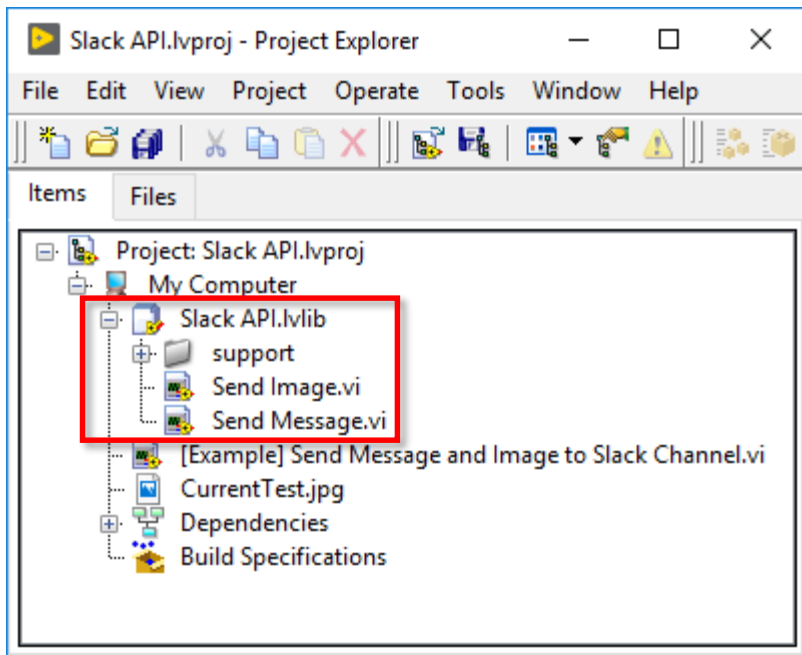 Slack API.lvproj - Project Explorer
File Edit View Project Operate Tools Window Help
Items Files
Project: Slack API.lvproj
My Computer
Slack API.lvlib
support
Send Image.vi
Send Message.vi
[Example] Send Message and Image to Slack Channel.vi
CurrentTest.jpg
Dependencies
Build Specifications